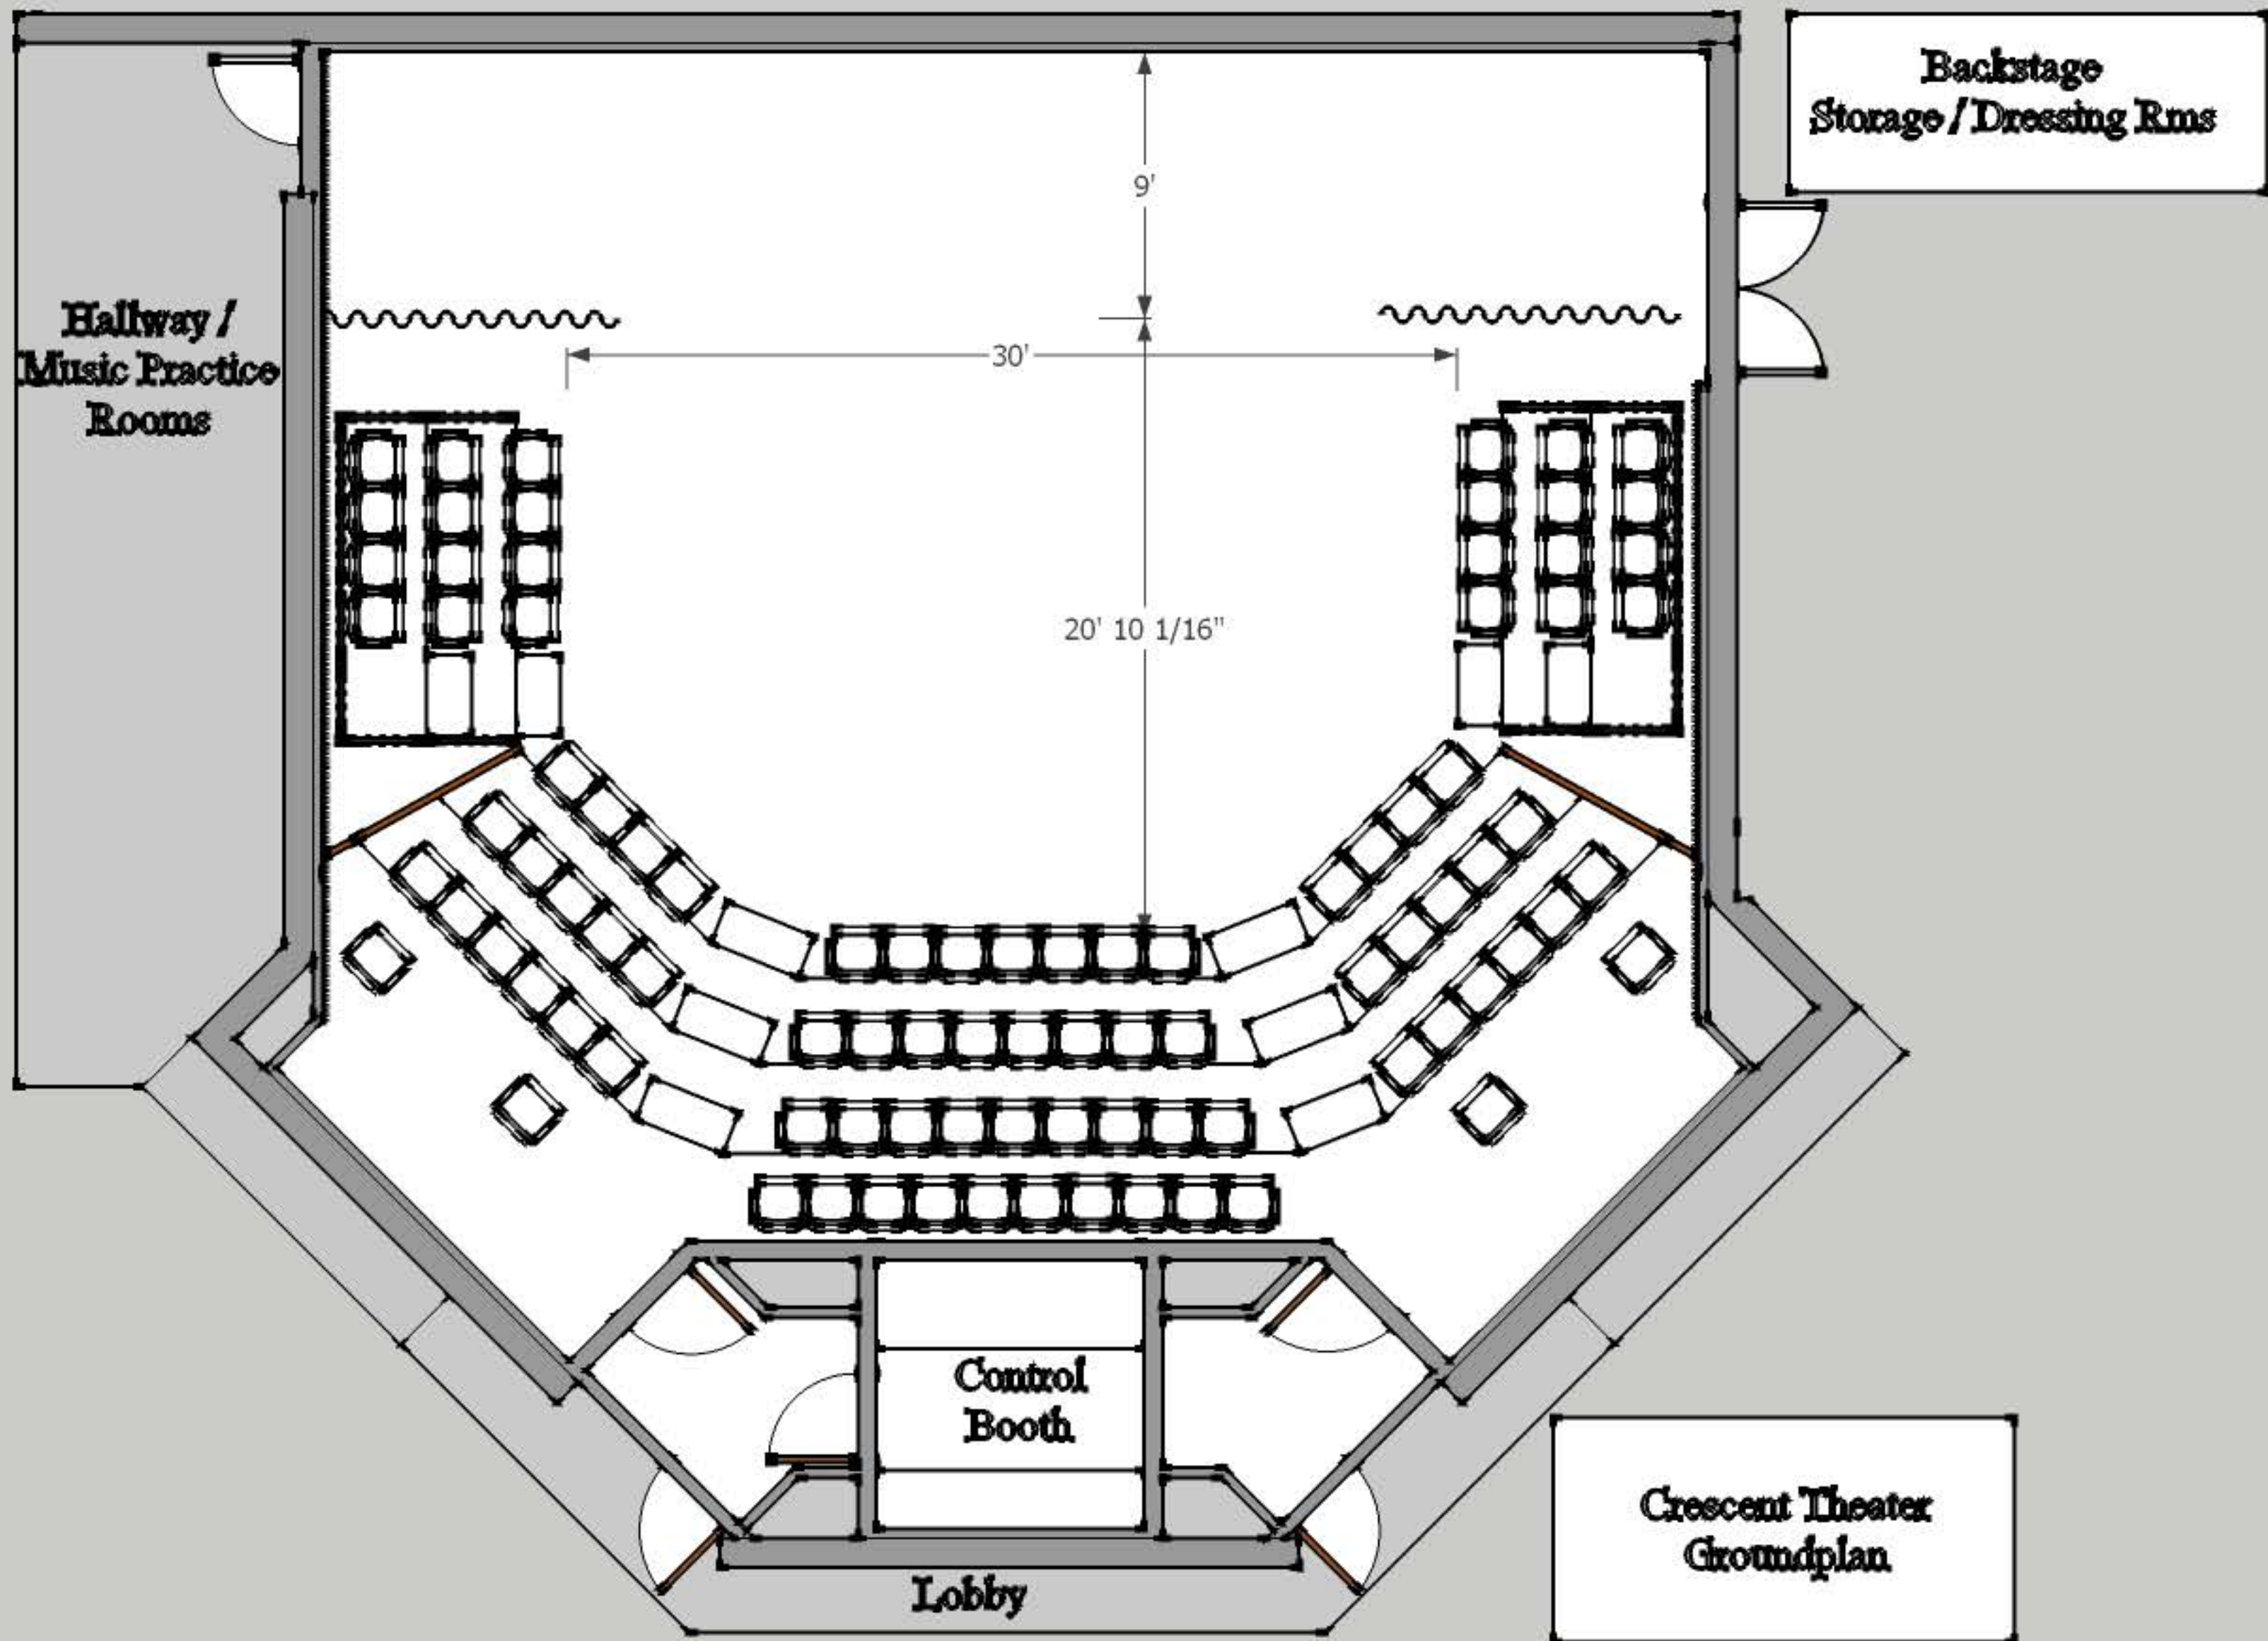 Backstage
Storage / Dressing Rms
9'
Hallway /
Music Practice
Rooms
30'
20' 10 1/16"
Control
Booth
Crescent Theater
Groundplan
Lobby